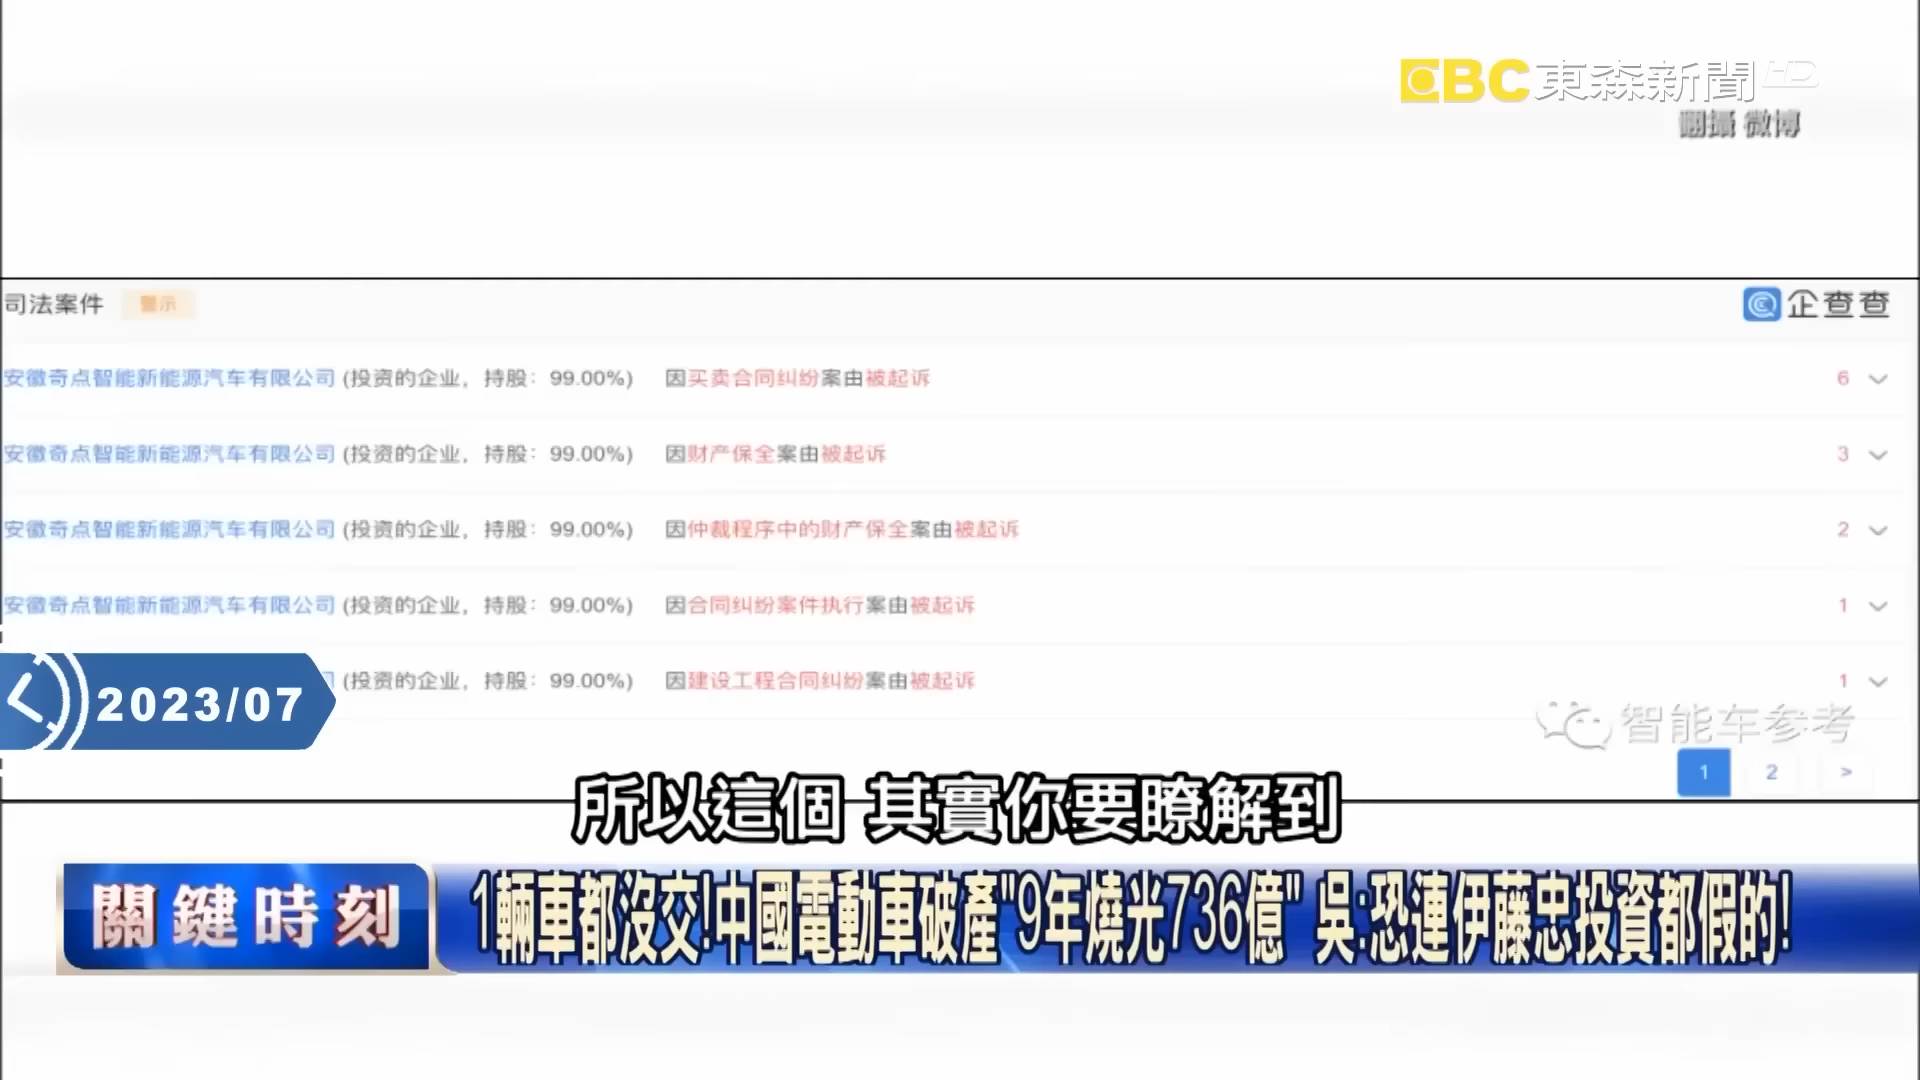 EBC東森新聞HD
翻攝 微博
司法案件 警示
企查查
安徽奇点智能新能源汽车有限公司 (投资的企业，持股：99.00%) 因买卖合同纠纷案由被起诉 6
安徽奇点智能新能源汽车有限公司 (投资的企业，持股：99.00%) 因财产保全案由被起诉 3
安徽奇点智能新能源汽车有限公司 (投资的企业，持股：99.00%) 因仲裁程序中的财产保全案由被起诉 2
安徽奇点智能新能源汽车有限公司 (投资的企业，持股：99.00%) 因合同纠纷案件执行案由被起诉 1
(投资的企业，持股：99.00%) 因建设工程合同纠纷案由被起诉 1
2023/07
智能车参考
1 2 >
所以這個 其實你要瞭解到
關鍵時刻
1輛車都沒交!中國電動車破產"9年燒光736億" 吳:恐連伊藤忠投資都假的!